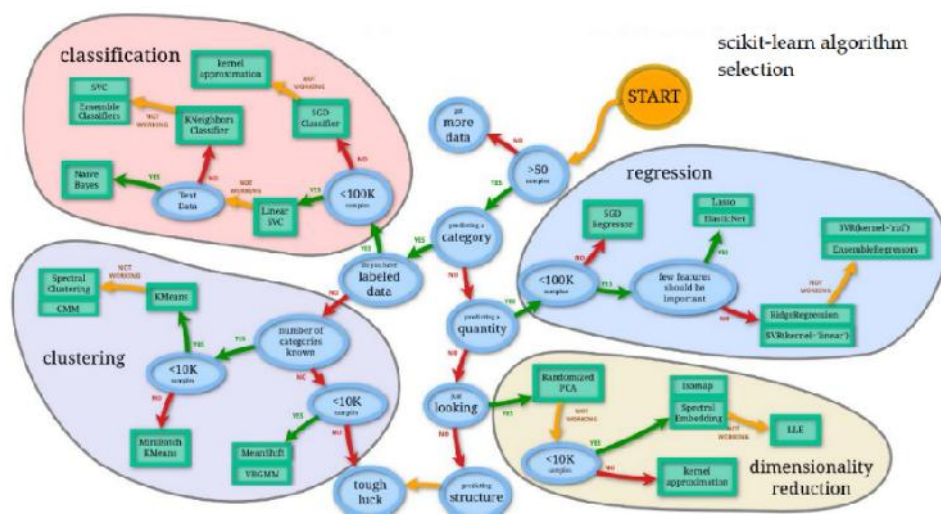 scikit-learn algorithm
selection
classification
kernel
approximation
NOT
WORKING
SVC
Ensemble
Classifiers
NOT
WORKING
KNeighbors
Classifier
SGD
Classifier
NO
NO
Naive
Bayes
YES
Text
Data
NOT
WORKING
Linear
SVC
YES
<100K
samples
YES
START
get
more
data
NO
>50
samples
YES
predicting a
category
YES
do you have
labeled
data
NO
NO
predicting a
quantity
YES
NO
just
looking
YES
NO
predicting
structure
tough
luck
regression
SGD
Regressor
NO
<100K
samples
YES
Lasso
ElasticNet
YES
few features
should be
important
NO
SVR(kernel='rbf')
EnsembleRegressors
NOT
WORKING
RidgeRegression
SVR(kernel='linear')
clustering
Spectral
Clustering
NOT
WORKING
KMeans
YES
<10K
samples
NO
MiniBatch
KMeans
YES
number of
categories
known
<10K
samples
YES
NO
MeanShift
VBGMM
Randomized
PCA
NOT
WORKING
<10K
samples
YES
NO
Isomap
Spectral
Embedding
NOT
WORKING
LLE
kernel
approximation
dimensionality
reduction